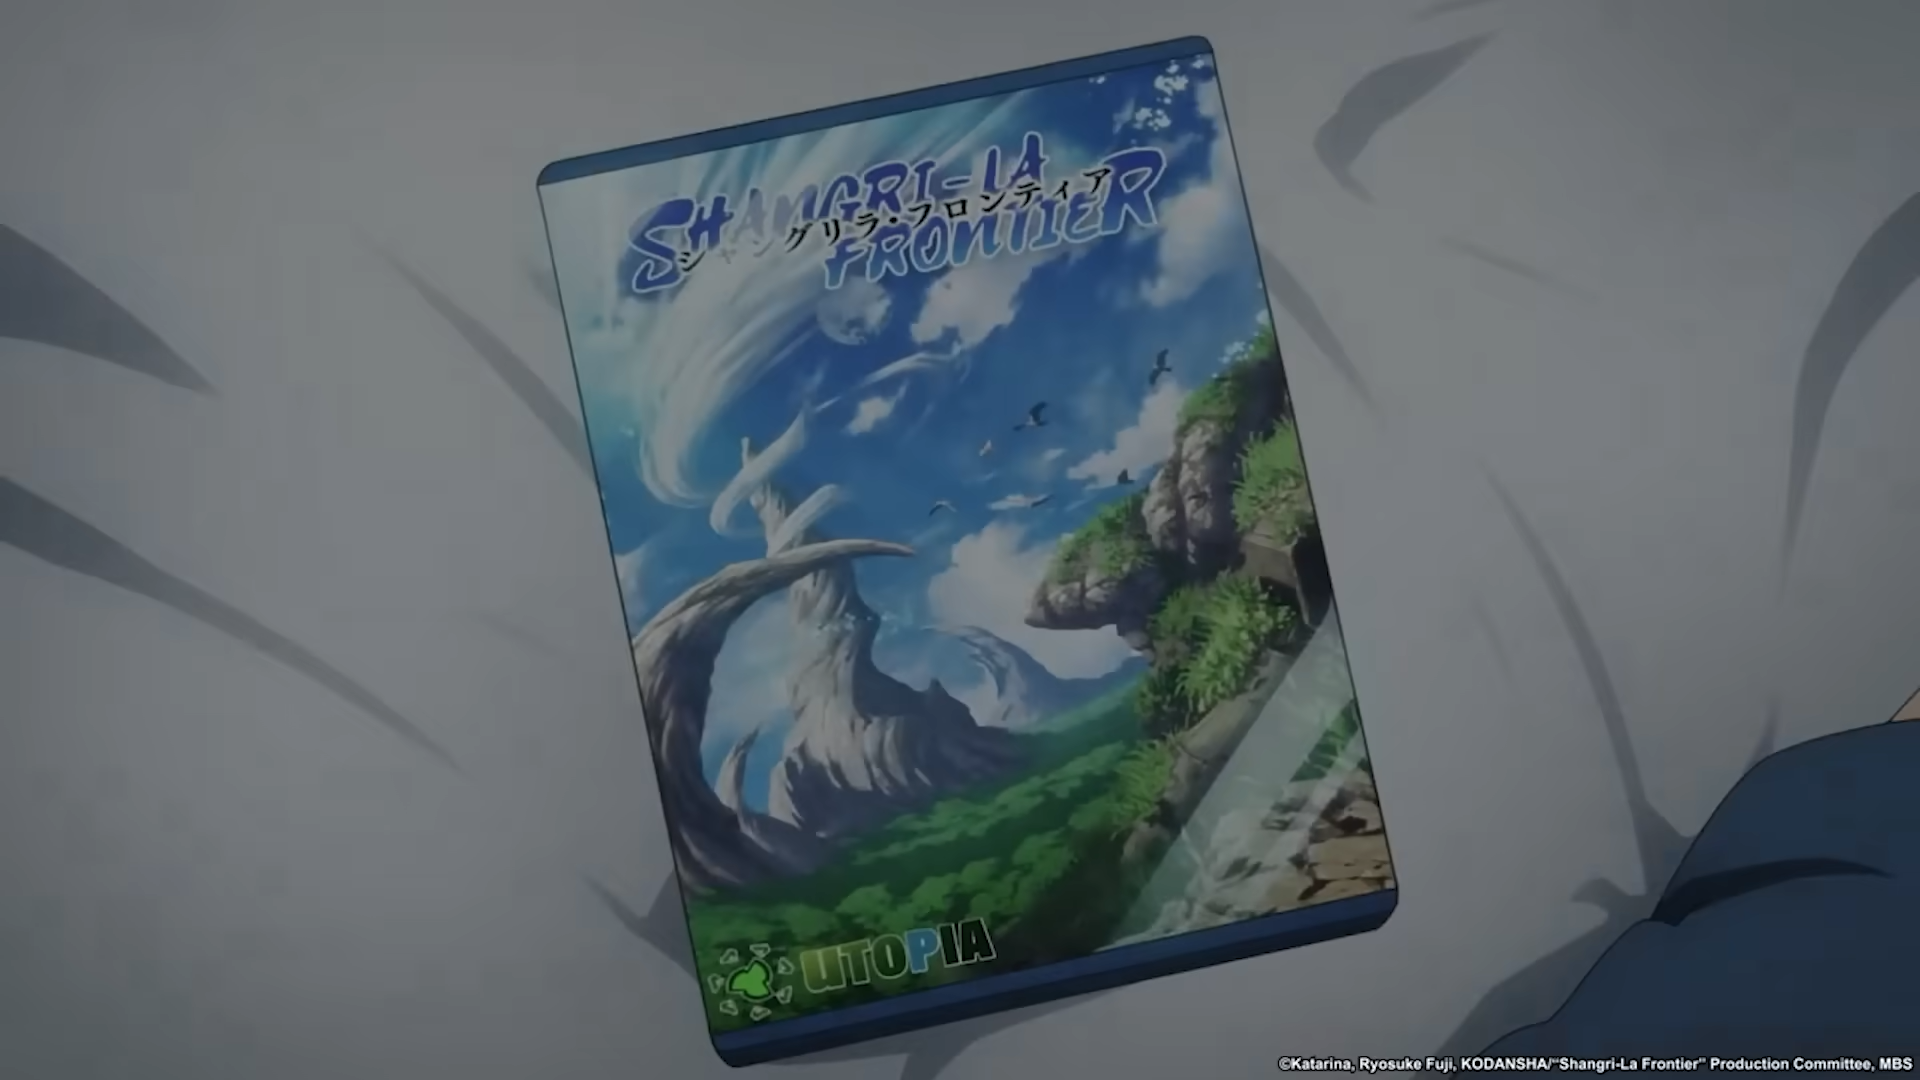 SHANGRI-LA
シャングリラ・フロンティア
FRONTIER
UTOPIA
©Katarina, Ryosuke Fuji, KODANSHA/"Shangri-La Frontier" Production Committee, MBS